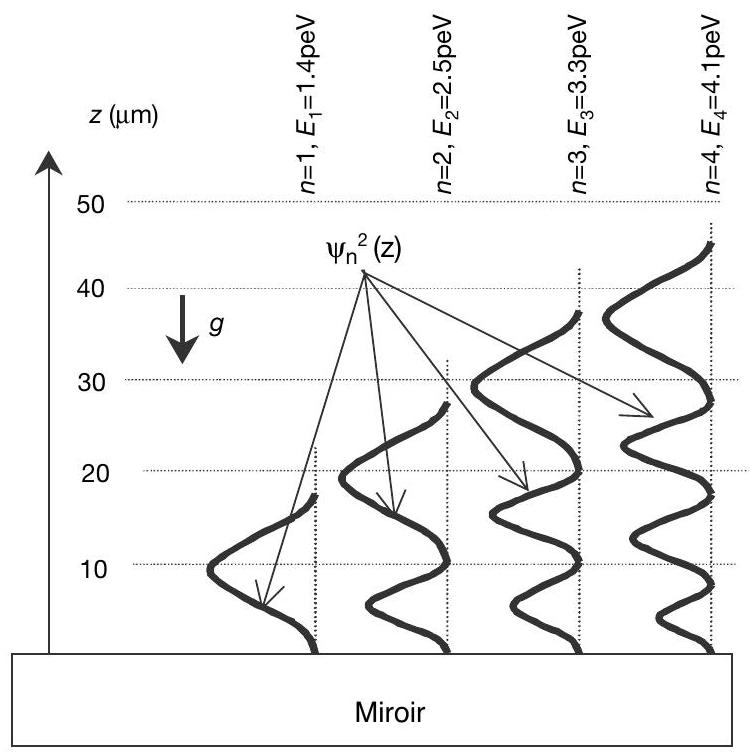 n=1, E₁=1.4peV
n=2, E₂=2.5peV
n=3, E₃=3.3peV
n=4, E₄=4.1peV
z (μm)
50
ψₙ² (z)
40
g
30
20
10
Miroir